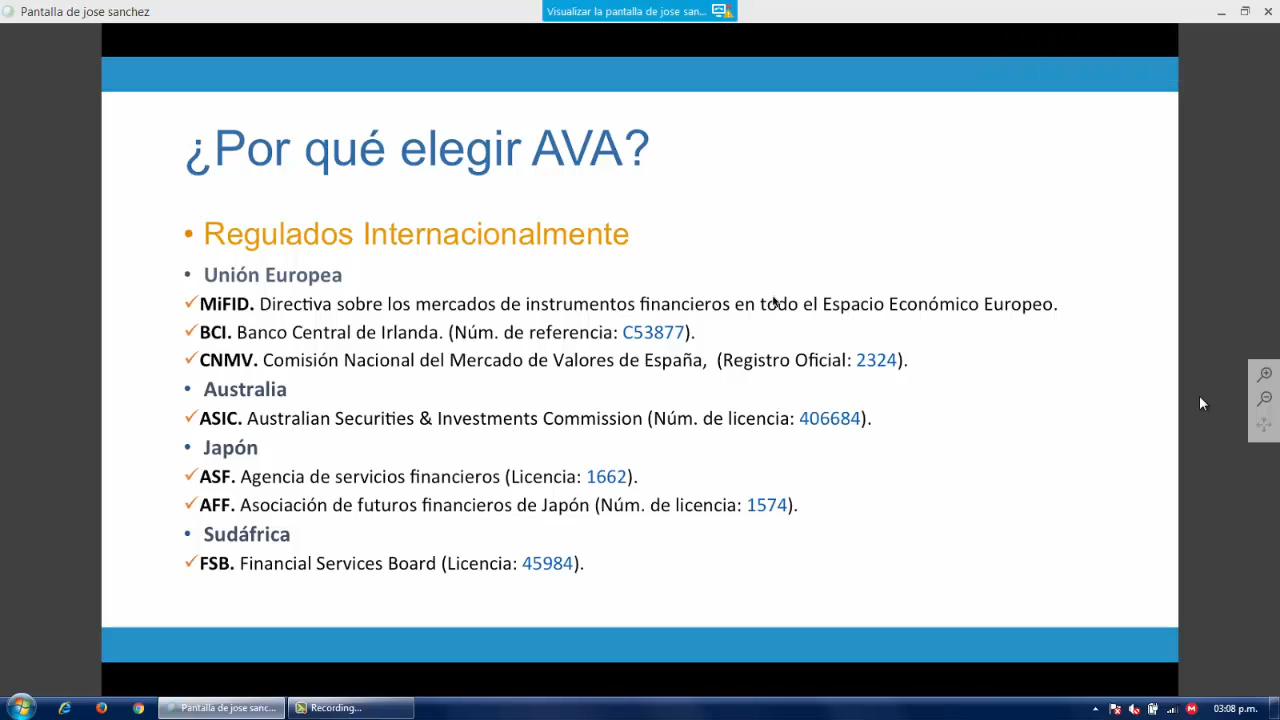 Pantalla de jose sanchez
Visualizar la pantalla de jose san...
¿Por qué elegir AVA?
• Regulados Internacionalmente
• Unión Europea
✓MiFID. Directiva sobre los mercados de instrumentos financieros en todo el Espacio Económico Europeo.
✓BCI. Banco Central de Irlanda. (Núm. de referencia: C53877).
✓CNMV. Comisión Nacional del Mercado de Valores de España, (Registro Oficial: 2324).
• Australia
✓ASIC. Australian Securities & Investments Commission (Núm. de licencia: 406684).
• Japón
✓ASF. Agencia de servicios financieros (Licencia: 1662).
✓AFF. Asociación de futuros financieros de Japón (Núm. de licencia: 1574).
• Sudáfrica
✓FSB. Financial Services Board (Licencia: 45984).
Pantalla de jose sanc...
Recording...
03:08 p.m.